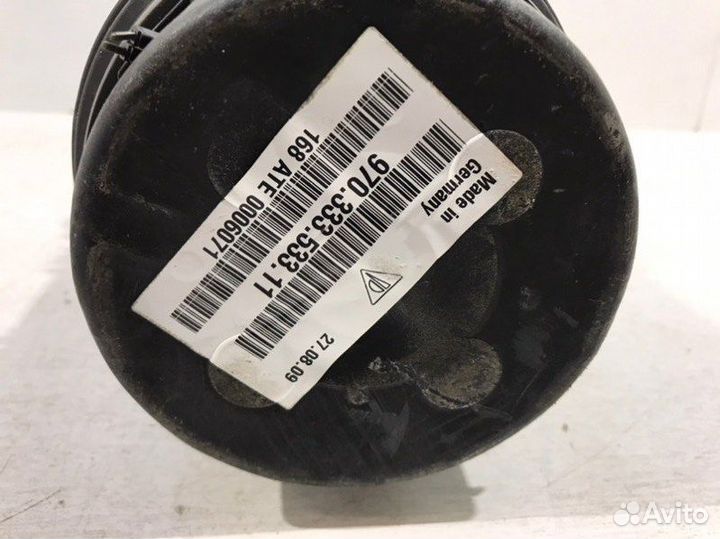 Made in
Germany
970.333.533.11
168 ATE 0006071
27.08.09
Avito